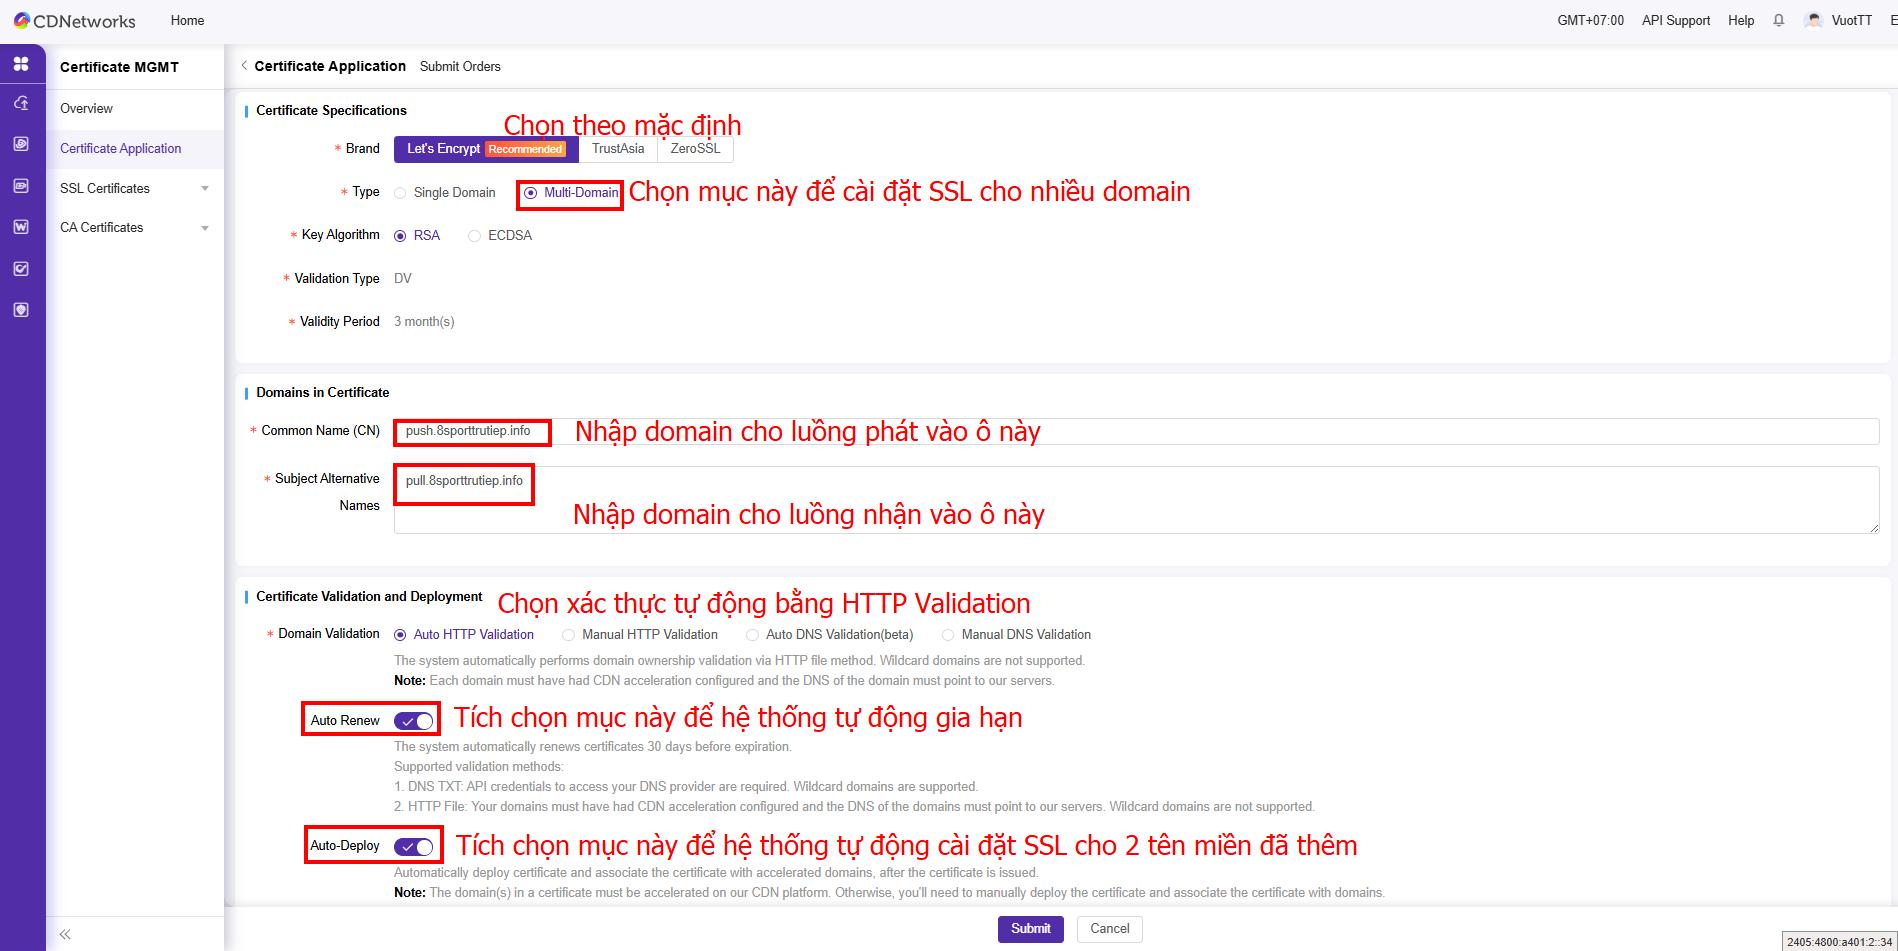 CDNetworks
Home
GMT+07:00 API Support Help VuotTT E
Certificate MGMT
Overview
Certificate Application
SSL Certificates
CA Certificates
Certificate Application Submit Orders
Certificate Specifications
Chọn theo mặc định
* Brand Let's Encrypt Recommended TrustAsia ZeroSSL
* Type Single Domain Multi-Domain Chọn mục này để cài đặt SSL cho nhiều domain
* Key Algorithm RSA ECDSA
* Validation Type DV
* Validity Period 3 month(s)
Domains in Certificate
* Common Name (CN) push.8sporttrutiep.info Nhập domain cho luồng phát vào ô này
* Subject Alternative Names pull.8sporttrutiep.info
Nhập domain cho luồng nhận vào ô này
Certificate Validation and Deployment Chọn xác thực tự động bằng HTTP Validation
* Domain Validation Auto HTTP Validation Manual HTTP Validation Auto DNS Validation(beta) Manual DNS Validation
The system automatically performs domain ownership validation via HTTP file method. Wildcard domains are not supported.
Note: Each domain must have had CDN acceleration configured and the DNS of the domain must point to our servers.
Auto Renew Tích chọn mục này để hệ thống tự động gia hạn
The system automatically renews certificates 30 days before expiration.
Supported validation methods:
1. DNS TXT: API credentials to access your DNS provider are required. Wildcard domains are supported.
2. HTTP File: Your domains must have had CDN acceleration configured and the DNS of the domains must point to our servers. Wildcard domains are not supported.
Auto-Deploy Tích chọn mục này để hệ thống tự động cài đặt SSL cho 2 tên miền đã thêm
Automatically deploy certificate and associate the certificate with accelerated domains, after the certificate is issued.
Note: The domain(s) in a certificate must be accelerated on our CDN platform. Otherwise, you'll need to manually deploy the certificate and associate the certificate with domains.
Submit Cancel
2405:4800:a401:2::34